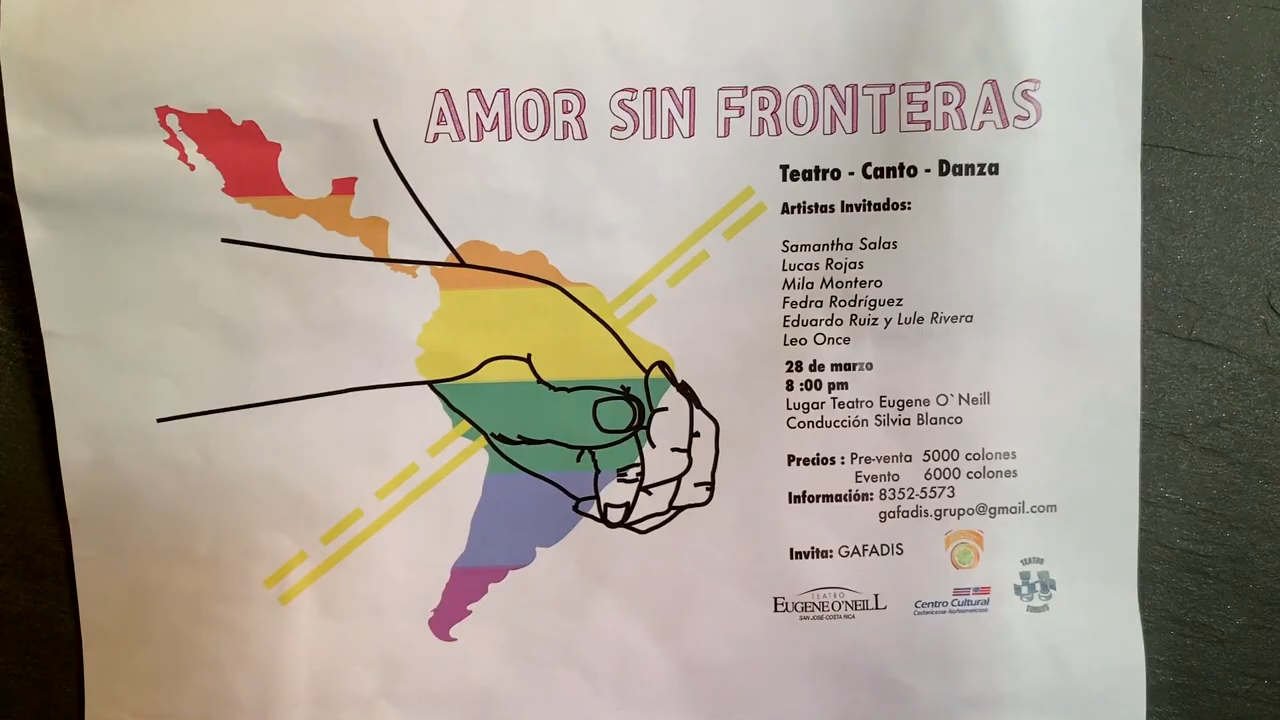 AMOR SIN FRONTERAS
Teatro - Canto - Danza
Artistas Invitados:
Samantha Salas
Lucas Rojas
Mila Montero
Fedra Rodríguez
Eduardo Ruiz y Lule Rivera
Leo Once
28 de marzo
8 :00 pm
Lugar Teatro Eugene O`Neill
Conducción Silvia Blanco
Precios : Pre-venta 5000 colones
Evento 6000 colones
Información: 8352-5573
gafadis.grupo@gmail.com
Invita: GAFADIS
TEATRO
EUGENE O'NEILL
SAN JOSÉ-COSTA RICA
Centro Cultural
Costarricense-Norteamericano
TEATRO